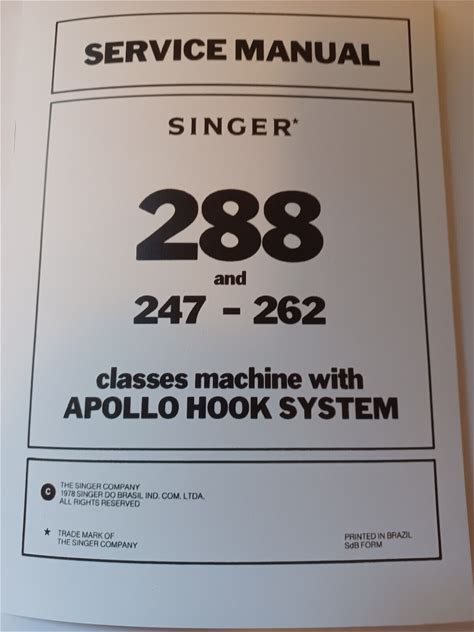 SERVICE MANUAL
SINGER*
288
and
247 - 262
classes machine with
APOLLO HOOK SYSTEM
C THE SINGER COMPANY
1978 SINGER DO BRASIL IND. COM. LTDA.
ALL RIGHTS RESERVED
* TRADE MARK OF
THE SINGER COMPANY
PRINTED IN BRAZIL
SdB FORM